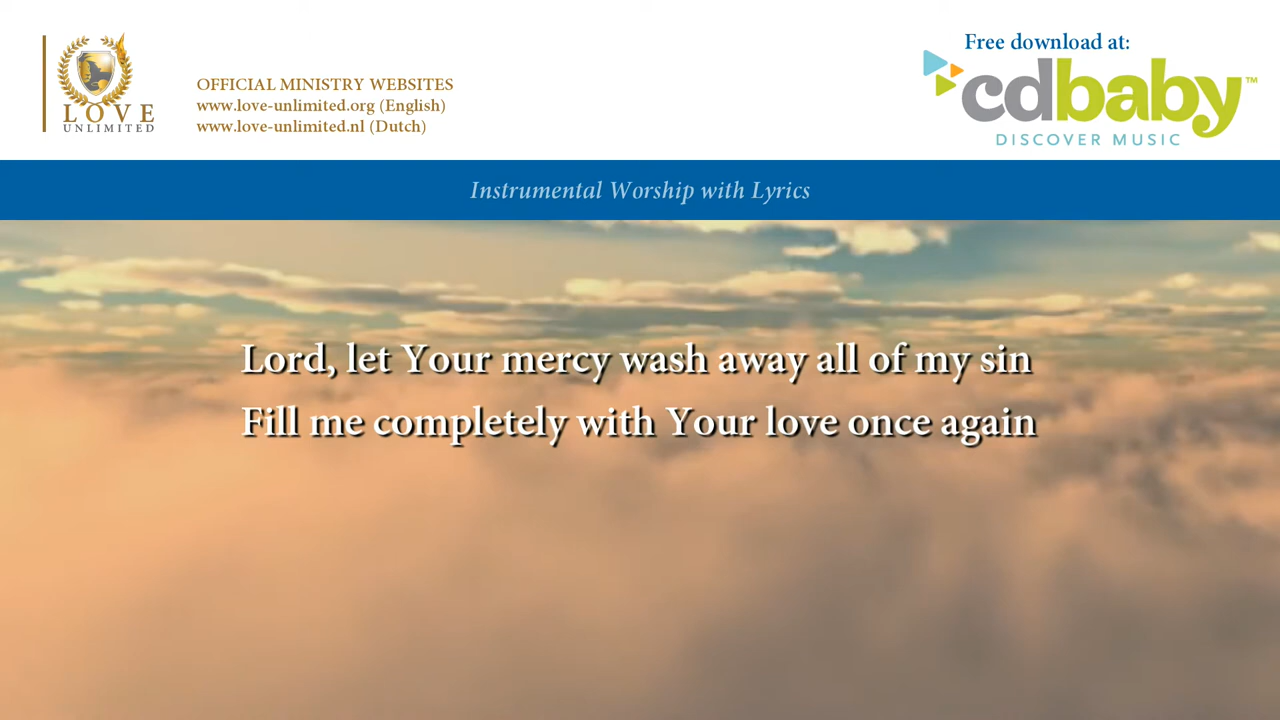 LOVE
UNLIMITED
OFFICIAL MINISTRY WEBSITES
www.love-unlimited.org (English)
www.love-unlimited.nl (Dutch)
Free download at:
cdbaby™
DISCOVER MUSIC
Instrumental Worship with Lyrics
Lord, let Your mercy wash away all of my sin
Fill me completely with Your love once again